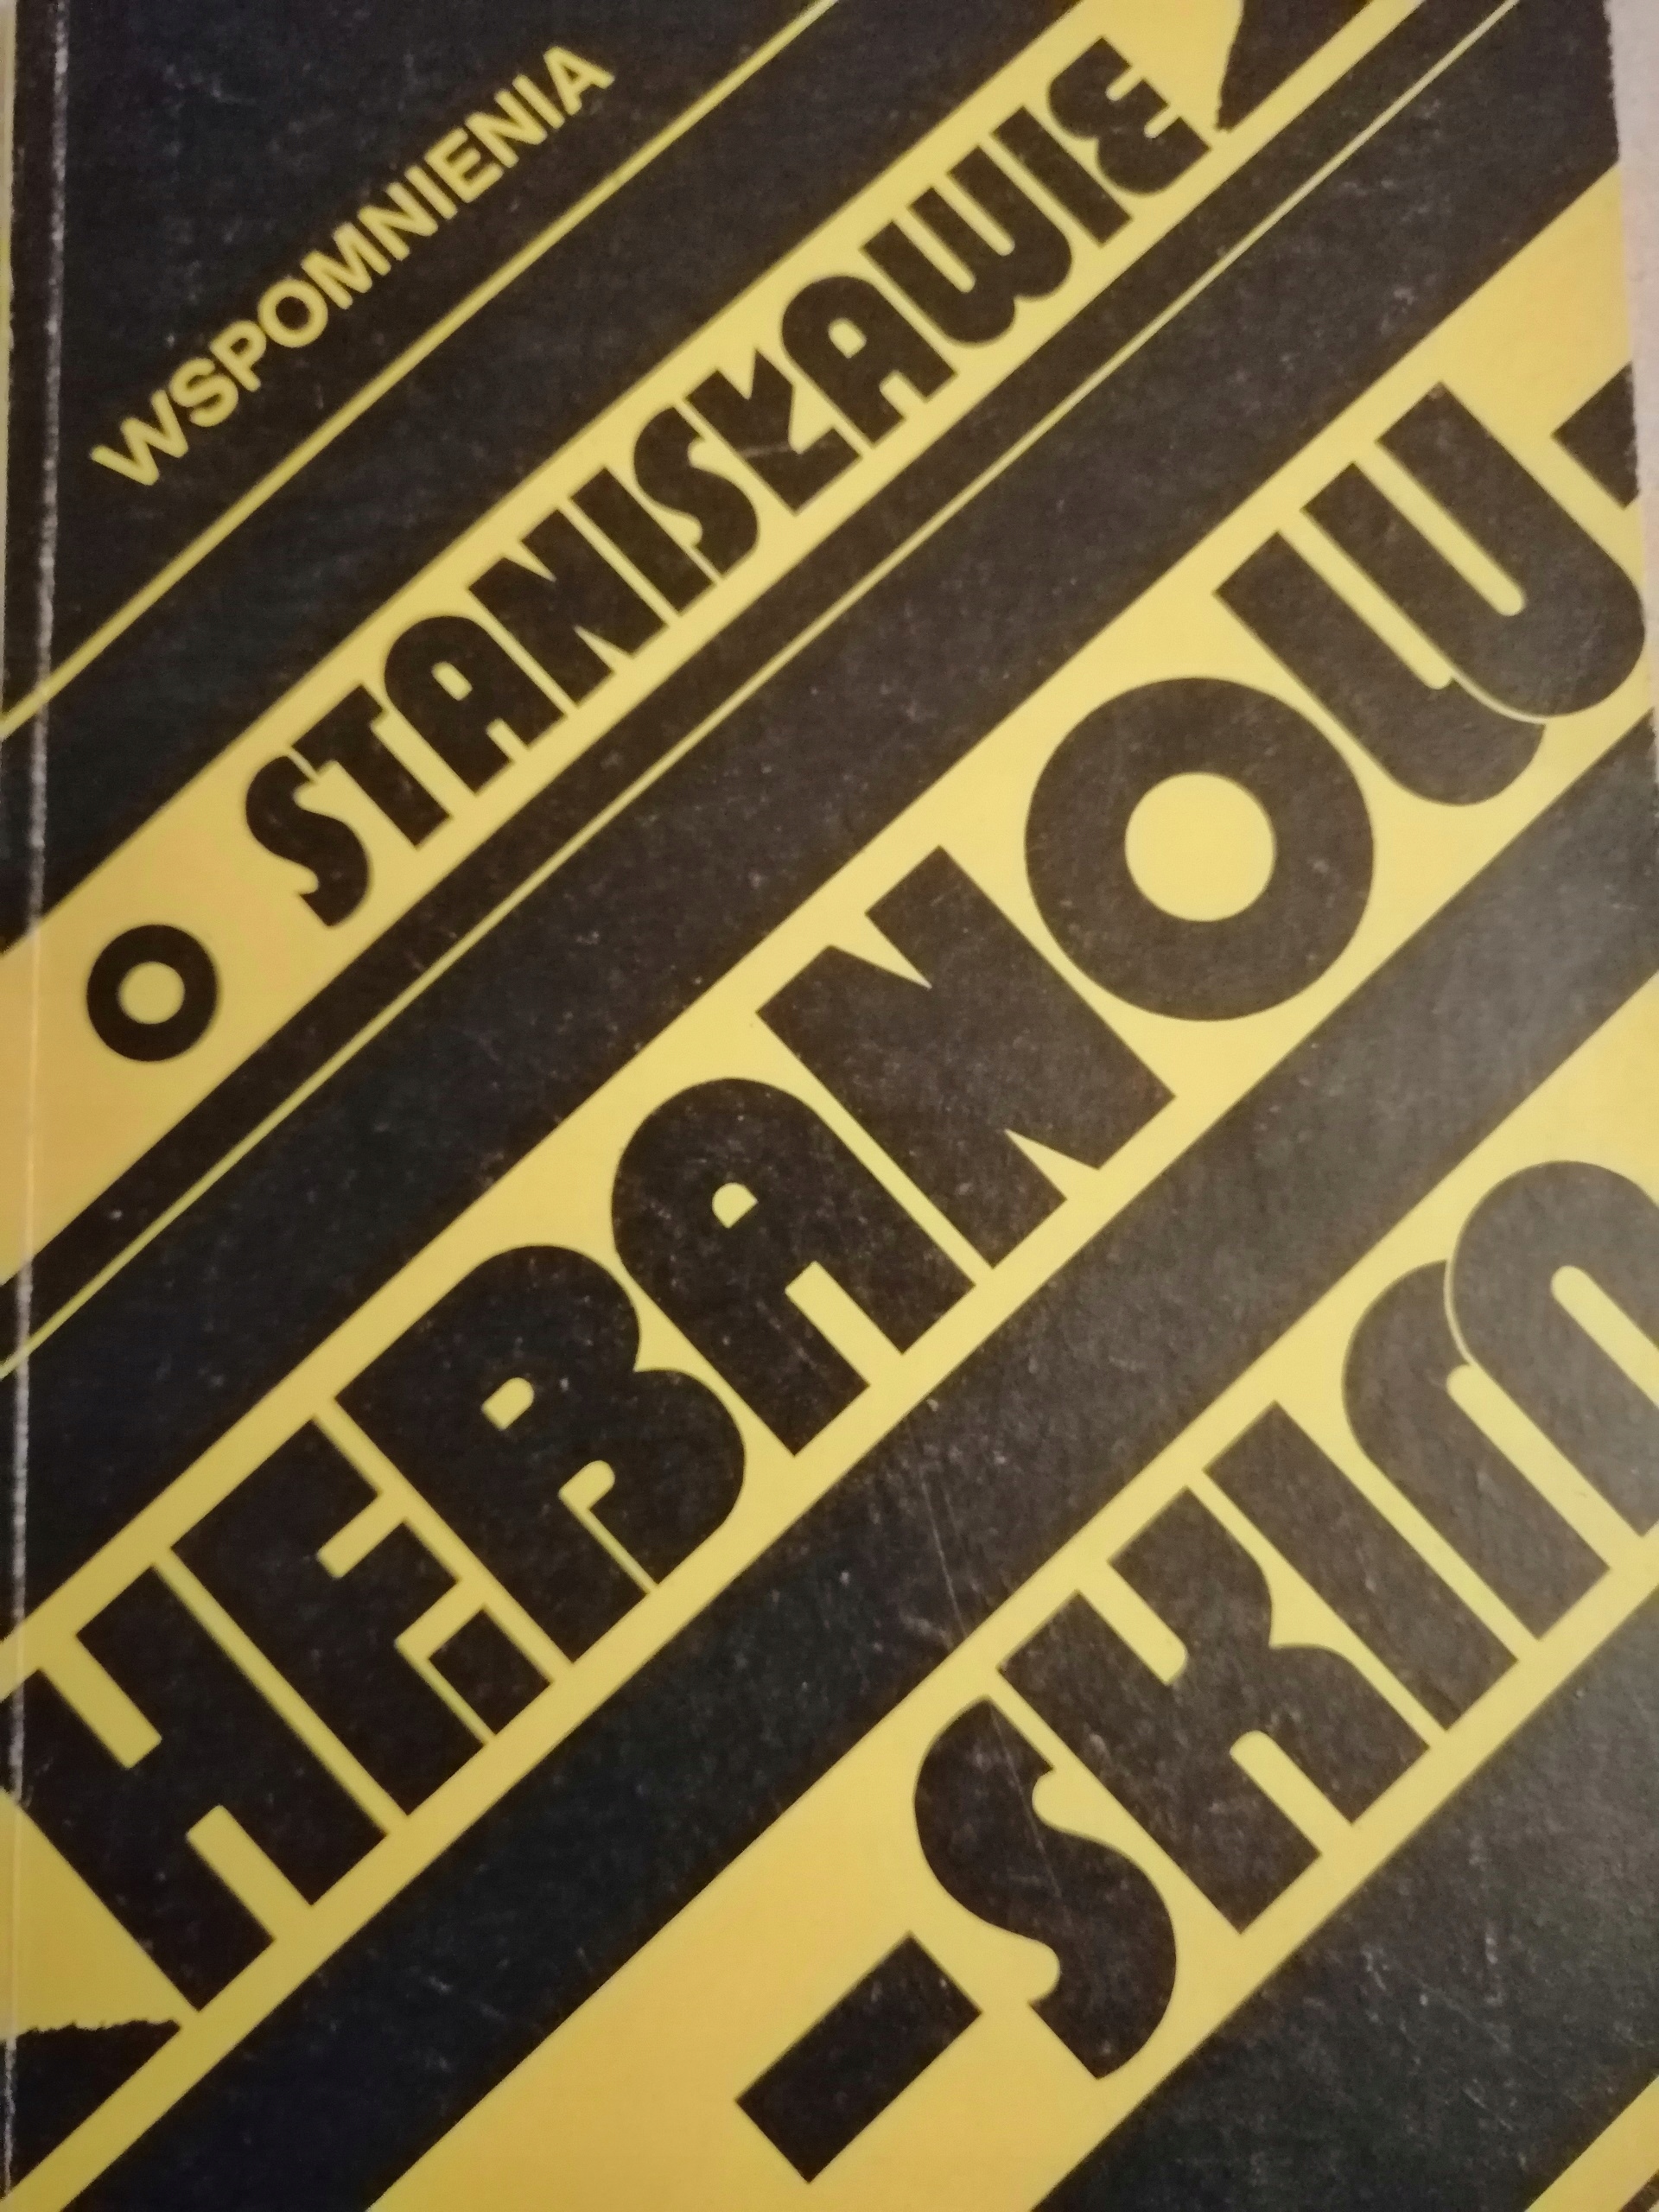 WSPOMNIENIA
O STANISŁAWIE
HEBANOW-
-SKIM